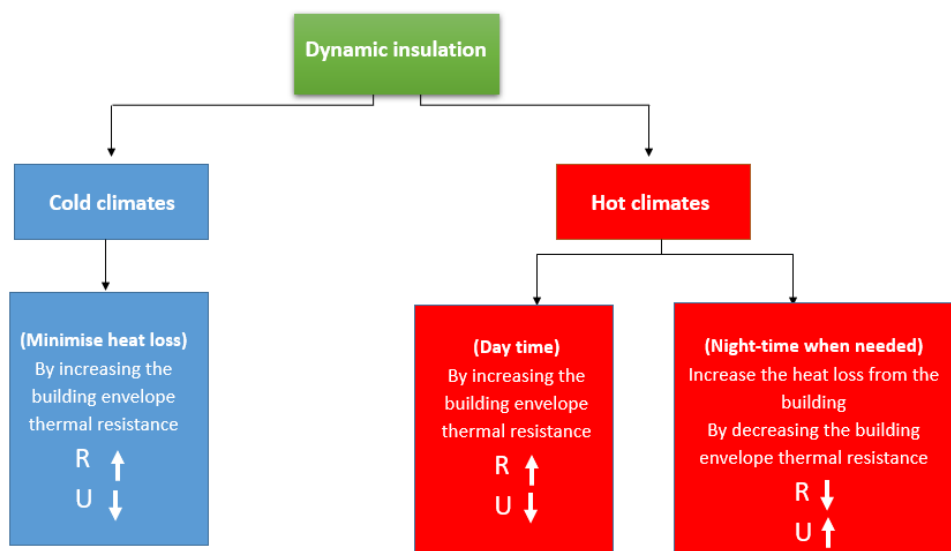 Dynamic insulation
Cold climates
Hot climates
(Minimise heat loss)
By increasing the
building envelope
thermal resistance
R ↑
U ↓
(Day time)
By increasing the
building envelope
thermal resistance
R ↑
U ↓
(Night-time when needed)
Increase the heat loss from the
building
By decreasing the building
envelope thermal resistance
R ↓
U ↑